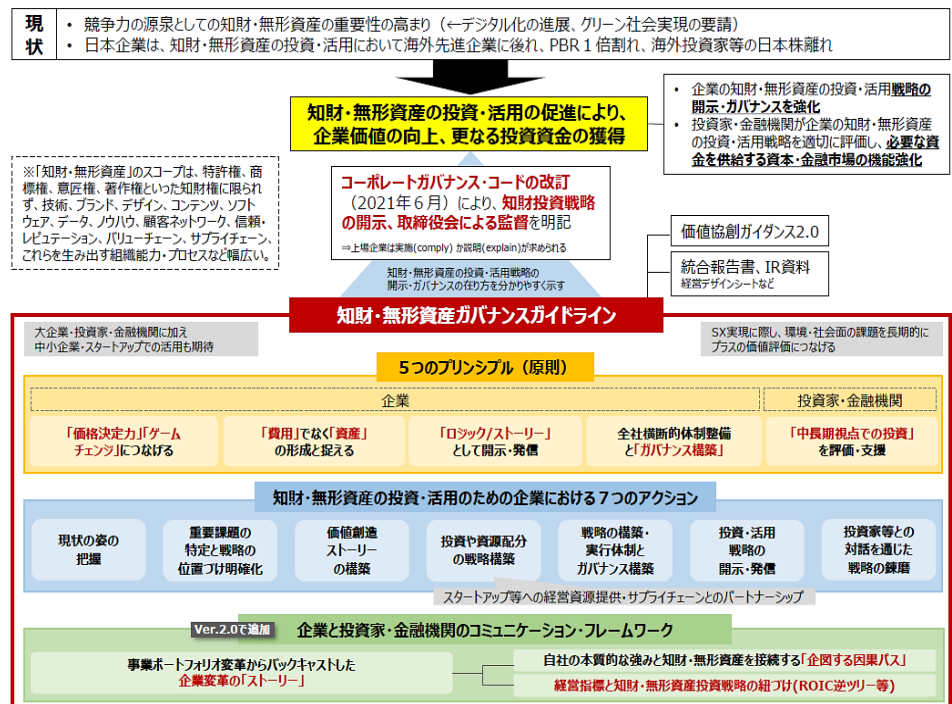 現
状
• 競争力の源泉としての知財・無形資産の重要性の高まり（←デジタル化の進展、グリーン社会実現の要請）
• 日本企業は、知財・無形資産の投資・活用において海外先進企業に後れ、PBR１倍割れ、海外投資家等の日本株離れ
知財・無形資産の投資・活用の促進により、
企業価値の向上、更なる投資資金の獲得
• 企業の知財・無形資産の投資・活用戦略の
開示・ガバナンスを強化
• 投資家・金融機関が企業の知財・無形資産
の投資・活用戦略を適切に評価し、必要な資
金を供給する資本・金融市場の機能強化
※「知財・無形資産」のスコープは、特許権、商
標権、意匠権、著作権といった知財権に限られ
ず、技術、ブランド、デザイン、コンテンツ、ソフト
ウェア、データ、ノウハウ、顧客ネットワーク、信頼・
レピュテーション、バリューチェーン、サプライチェーン、
これらを生み出す組織能力・プロセスなど幅広い。
コーポレートガバナンス・コードの改訂
（2021年６月）により、知財投資戦略
の開示、取締役会による監督を明記
⇒上場企業は実施(comply) か説明(explain)が求められる
価値協創ガイダンス2.0
統合報告書、IR資料
経営デザインシートなど
知財・無形資産の投資・活用戦略の
開示・ガバナンスの在り方を分かりやすく示す
知財・無形資産ガバナンスガイドライン
大企業・投資家・金融機関に加え
中小企業・スタートアップでの活用も期待
SX実現に際し、環境・社会面の課題を長期的に
プラスの価値評価につなげる
５つのプリンシプル（原則）
企業
投資家・金融機関
「価格決定力」「ゲーム
チェンジ」につなげる
「費用」でなく「資産」
の形成と捉える
「ロジック/ストーリー」
として開示・発信
全社横断的体制整備
と「ガバナンス構築」
「中長期視点での投資」
を評価・支援
知財・無形資産の投資・活用のための企業における７つのアクション
現状の姿の
把握
重要課題の
特定と戦略の
位置づけ明確化
価値創造
ストーリー
の構築
投資や資源配分
の戦略構築
戦略の構築・
実行体制と
ガバナンス構築
投資・活用
戦略の
開示・発信
投資家等との
対話を通じた
戦略の錬磨
スタートアップ等への経営資源提供・サプライチェーンとのパートナーシップ
Ver.2.0で追加
企業と投資家・金融機関のコミュニケーション・フレームワーク
事業ポートフォリオ変革からバックキャストした
企業変革の「ストーリー」
自社の本質的な強みと知財・無形資産を接続する「企図する因果パス」
経営指標と知財・無形資産投資戦略の紐づけ(ROIC逆ツリー等)